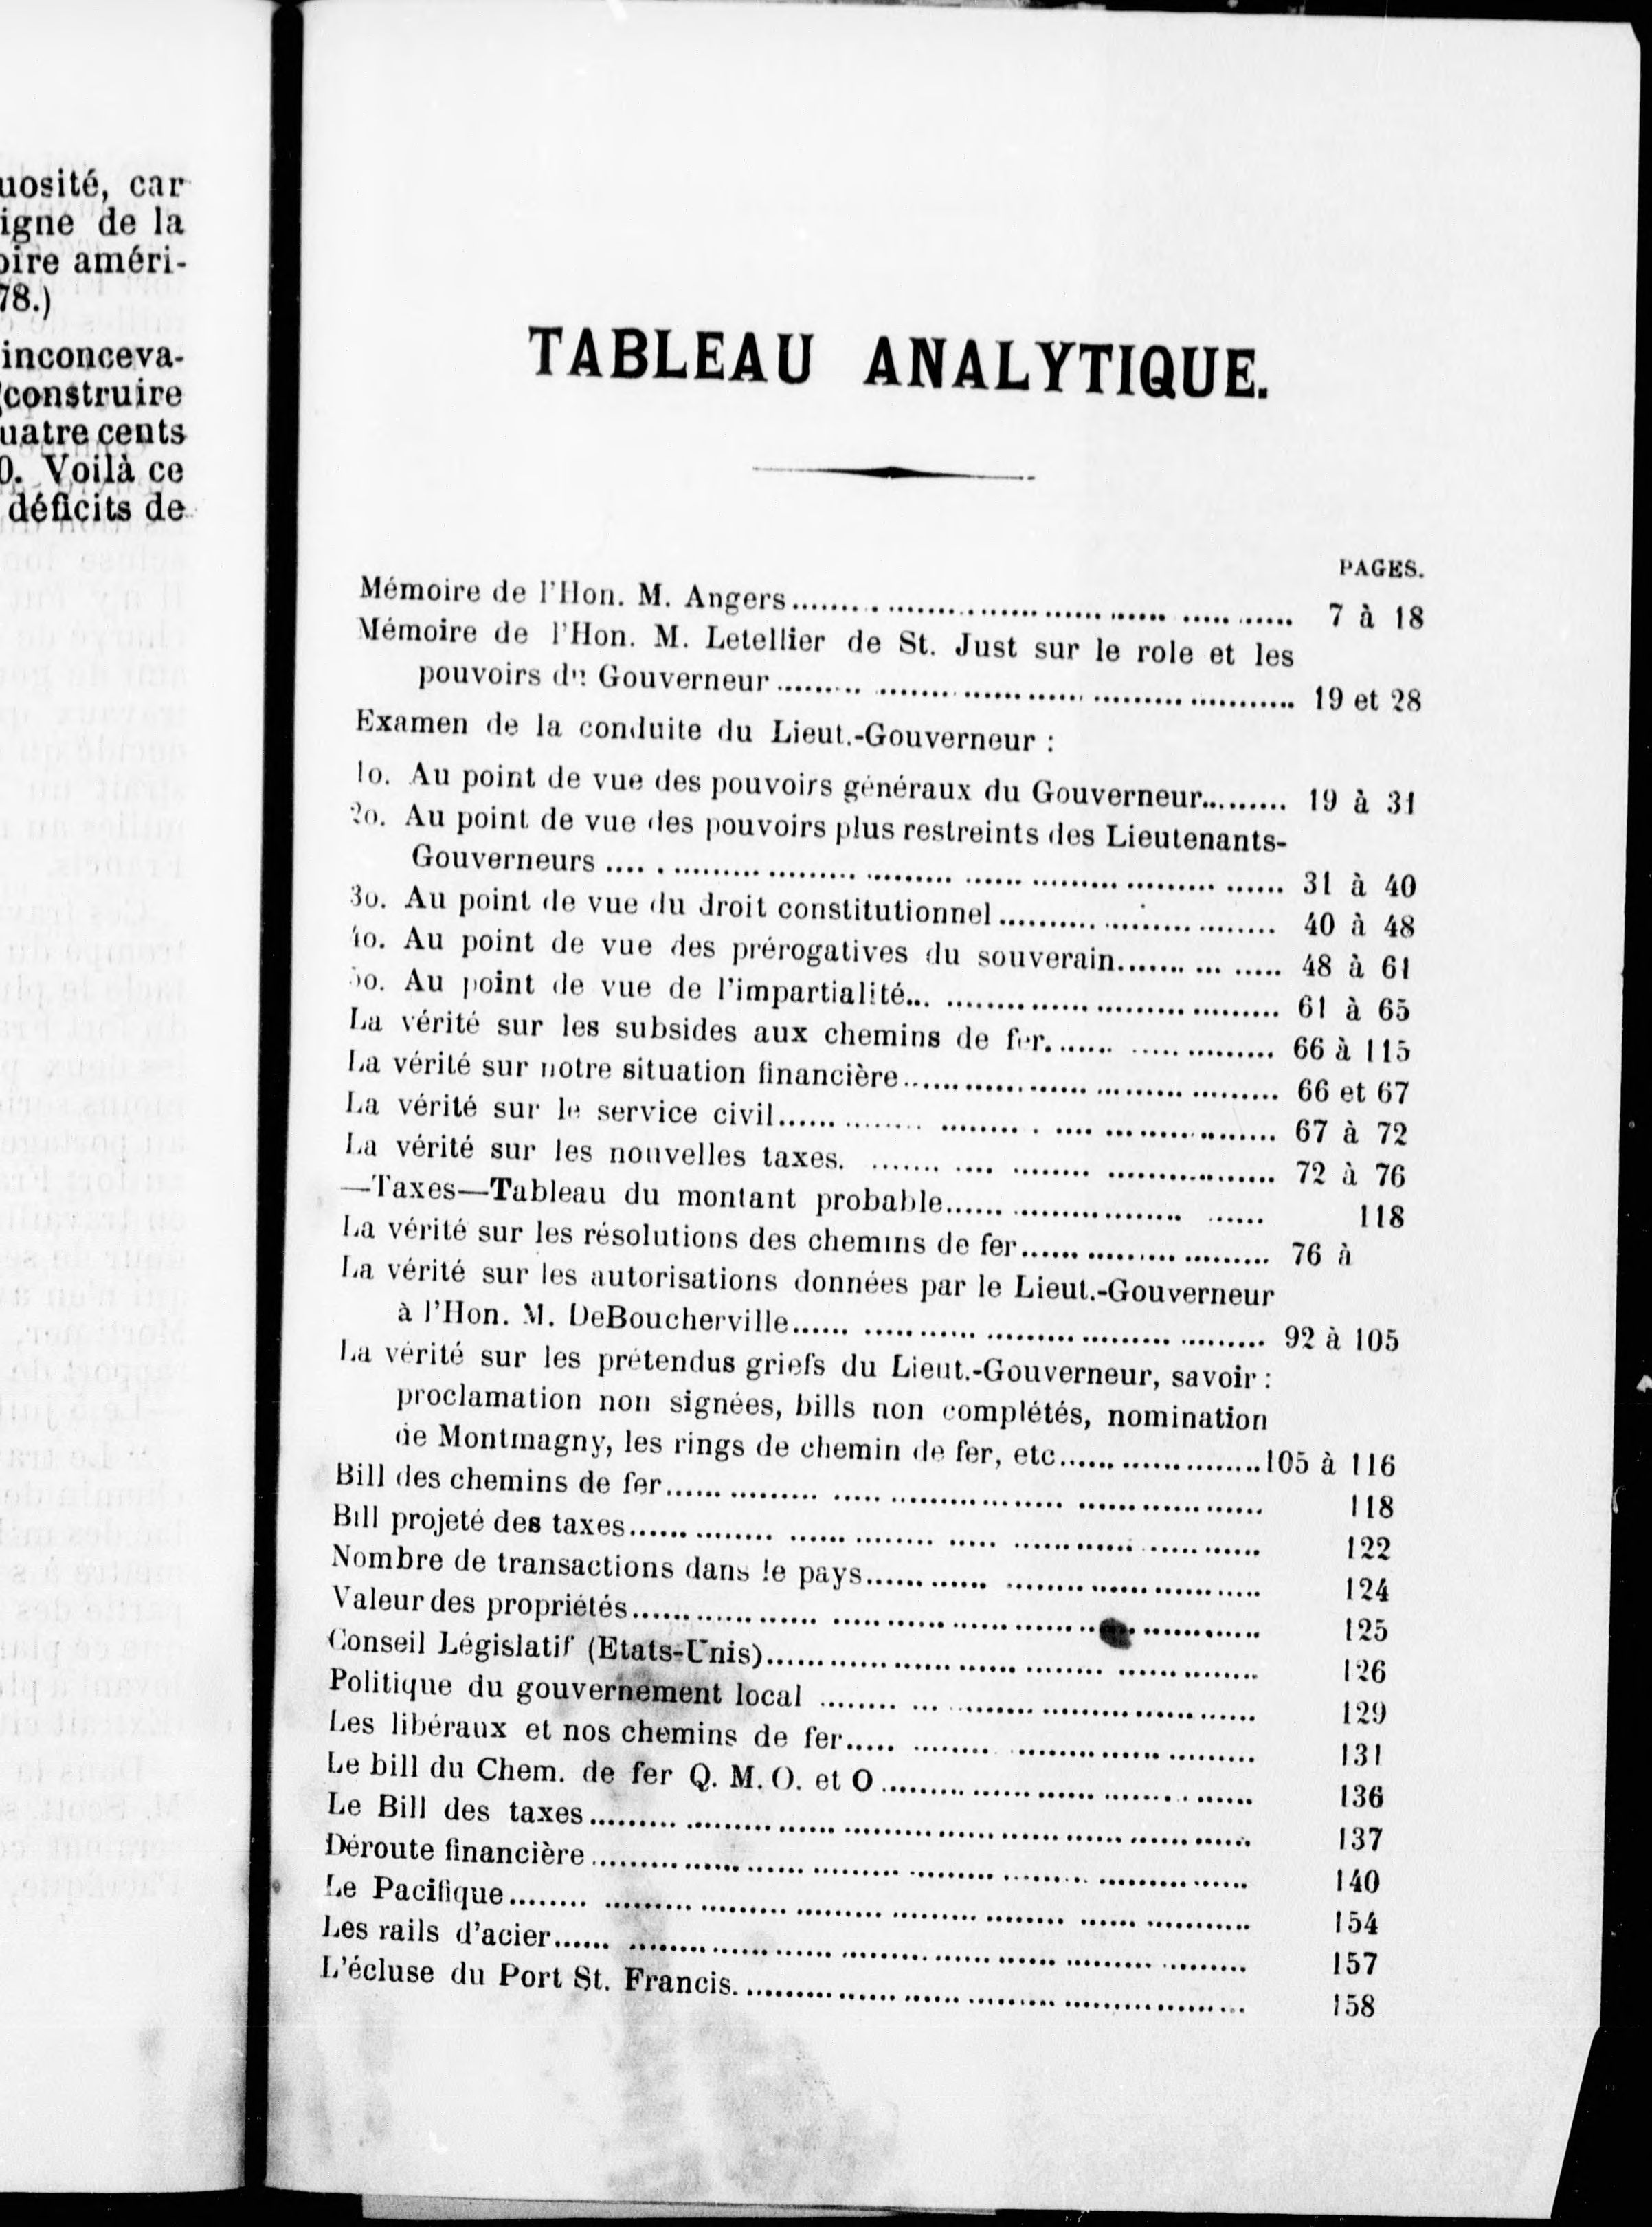 uosité, car
igne de la
oire améri-
78.)
inconceva-
construire
uatre cents
0. Voilà ce
déficits de
TABLEAU ANALYTIQUE.
PAGES.
Mémoire de l'Hon. M. Angers........ 7 à 18
Mémoire de l'Hon. M. Letellier de St. Just sur le role et les
pouvoirs du Gouverneur........ 19 et 28
Examen de la conduite du Lieut.-Gouverneur :
1o. Au point de vue des pouvoirs généraux du Gouverneur........ 19 à 31
2o. Au point de vue des pouvoirs plus restreints des Lieutenants-
Gouverneurs ........ 31 à 40
3o. Au point de vue du droit constitutionnel........ 40 à 48
4o. Au point de vue des prérogatives du souverain........ 48 à 61
5o. Au point de vue de l'impartialité........ 61 à 65
La vérité sur les subsides aux chemins de fer........ 66 à 115
La vérité sur notre situation financière........ 66 et 67
La vérité sur le service civil........ 67 à 72
La vérité sur les nouvelles taxes. ........ 72 à 76
—Taxes—Tableau du montant probable........ 118
La vérité sur les résolutions des chemins de fer........ 76 à
La vérité sur les autorisations données par le Lieut.-Gouverneur
à l'Hon. M. DeBoucherville........ 92 à 105
La vérité sur les prétendus griefs du Lieut.-Gouverneur, savoir :
proclamation non signées, bills non complétés, nomination
de Montmagny, les rings de chemin de fer, etc........105 à 116
Bill des chemins de fer........ 118
Bill projeté des taxes........ 122
Nombre de transactions dans le pays........ 124
Valeur des propriétés........ 125
Conseil Législatif (Etats-Unis)........ 126
Politique du gouvernement local ........ 129
Les libéraux et nos chemins de fer........ 131
Le bill du Chem. de fer Q. M. O. et O........ 136
Le Bill des taxes........ 137
Déroute financière........ 140
Le Pacifique........ 154
Les rails d'acier........ 157
L'écluse du Port St. Francis........ 158